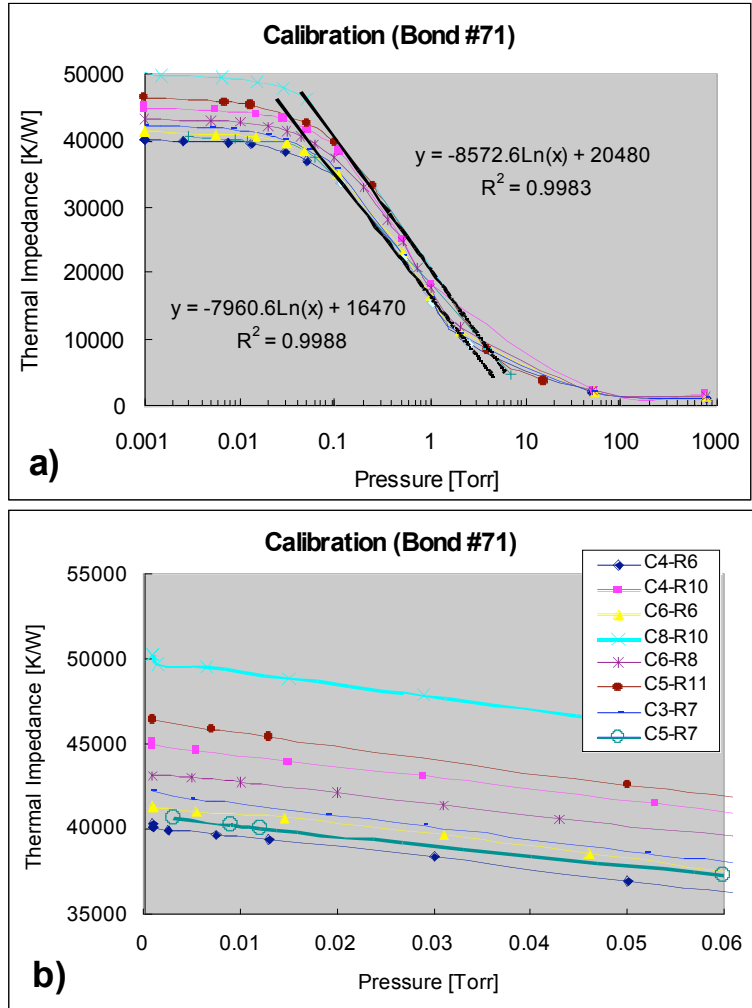 Calibration (Bond #71)
Thermal Impedance [K/W]
50000
40000
30000
20000
10000
0
y = -8572.6Ln(x) + 20480
R² = 0.9983
y = -7960.6Ln(x) + 16470
R² = 0.9988
0.001 0.01 0.1 1 10 100 1000
Pressure [Torr]
a)
Calibration (Bond #71)
Thermal Impedance [K/W]
55000
50000
45000
40000
35000
C4-R6
C4-R10
C6-R6
C8-R10
C6-R8
C5-R11
C3-R7
C5-R7
0 0.01 0.02 0.03 0.04 0.05 0.06
Pressure [Torr]
b)